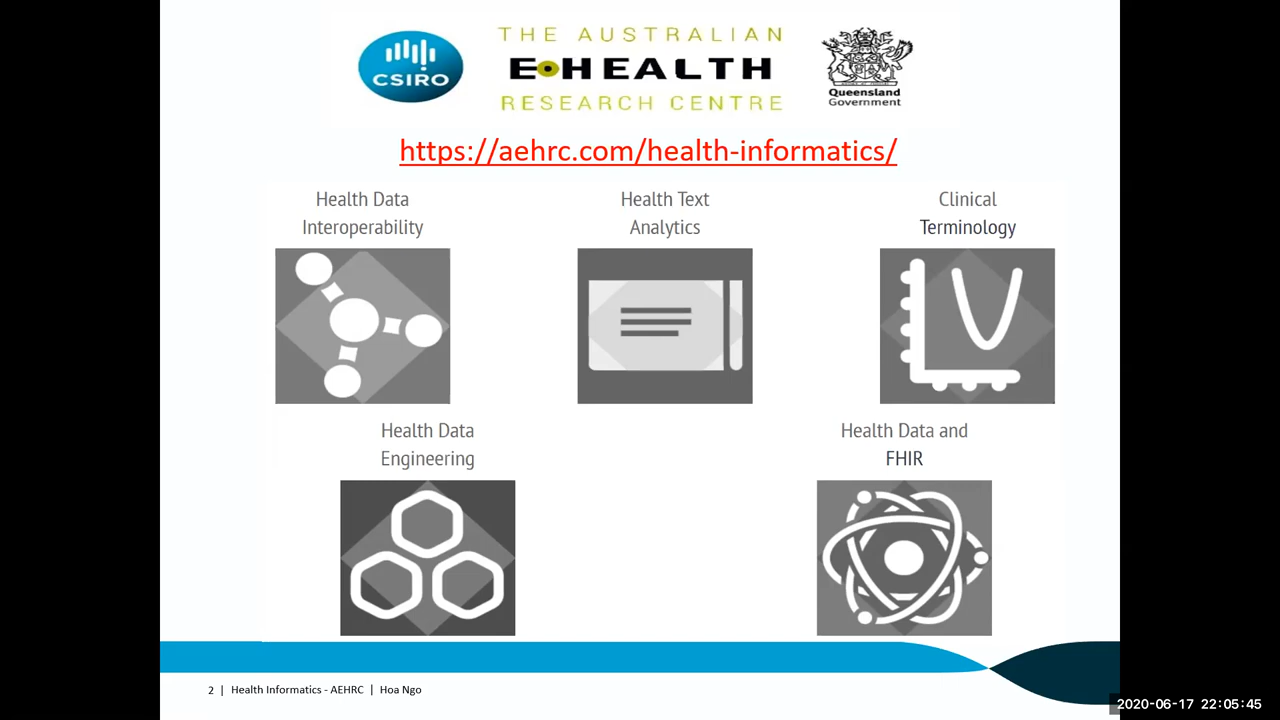 CSIRO
THE AUSTRALIAN
E HEALTH
RESEARCH CENTRE
Queensland
Government
https://aehrc.com/health-informatics/
Health Data
Interoperability
Health Text
Analytics
Clinical
Terminology
Health Data
Engineering
Health Data and
FHIR
2 | Health Informatics - AEHRC | Hoa Ngo
2020-06-17 22:05:45